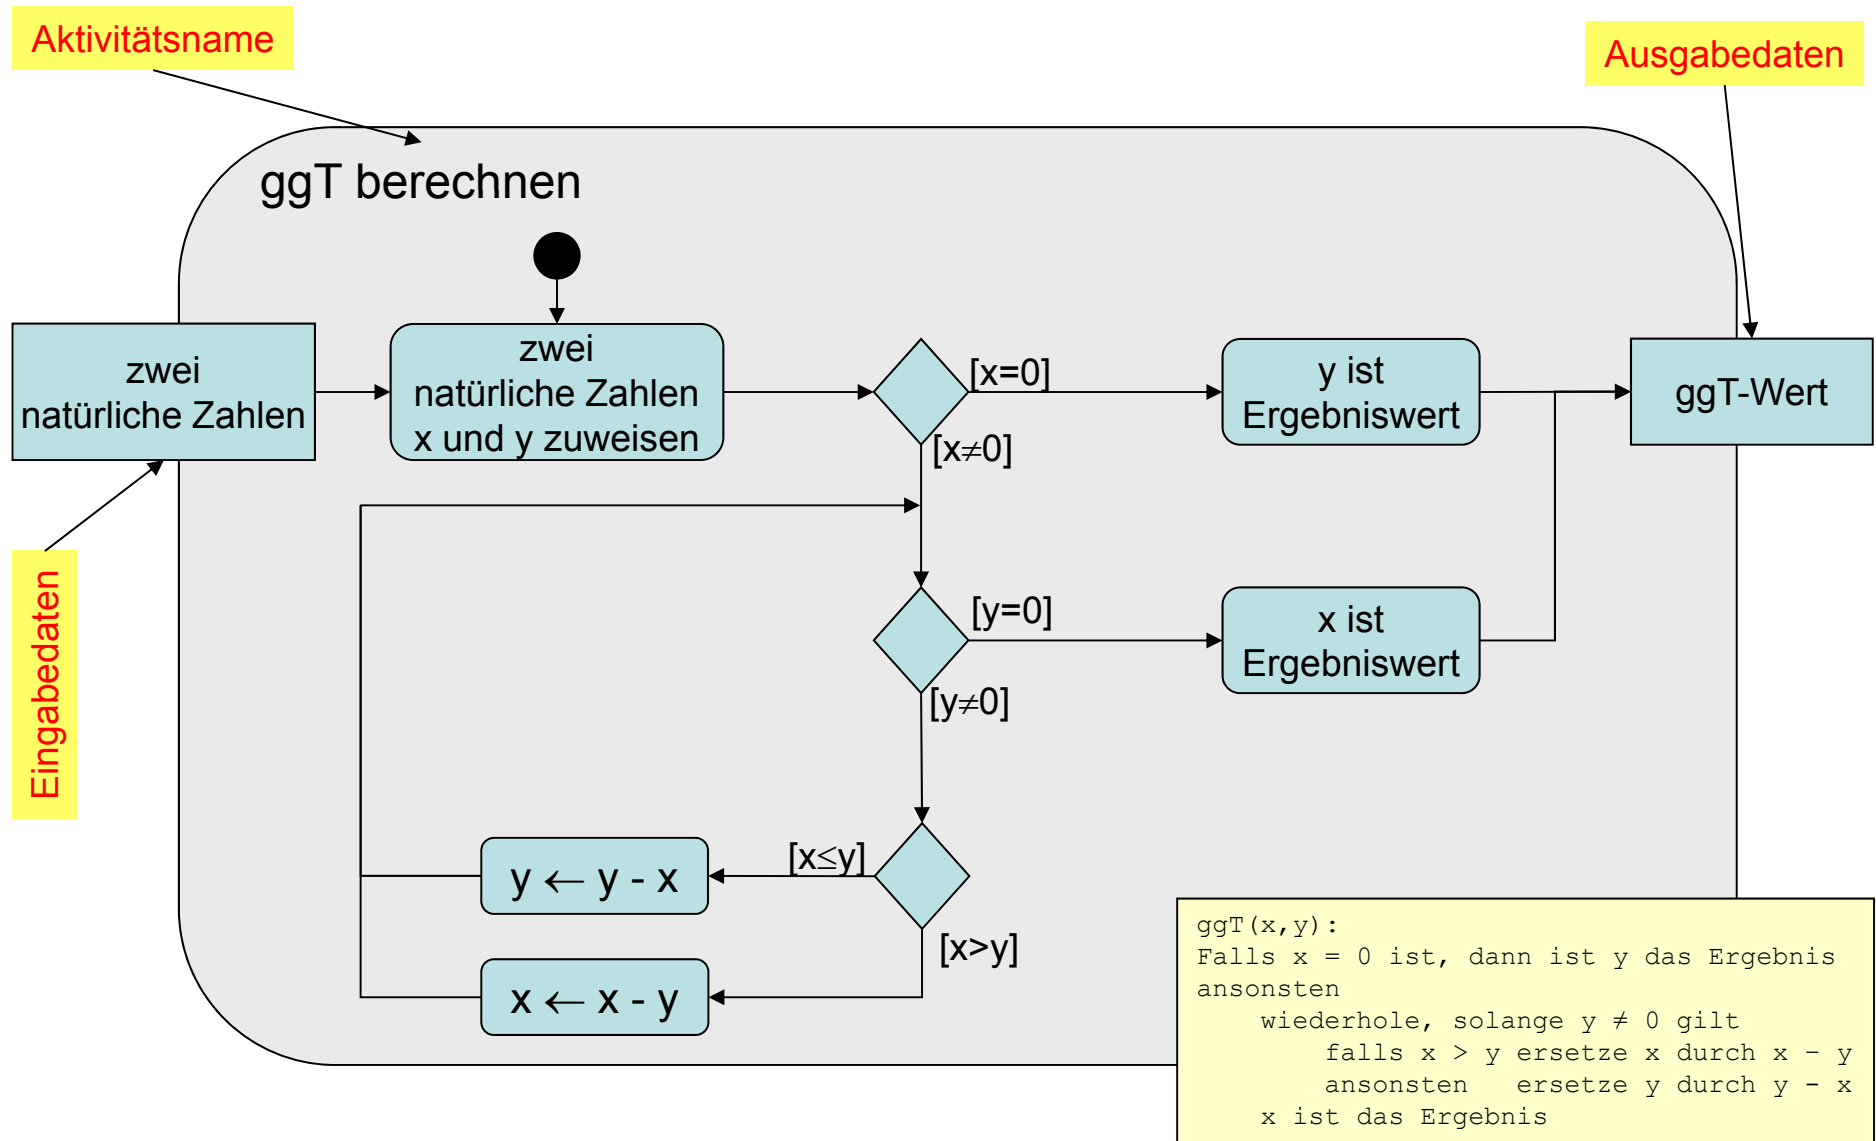 Aktivitätsname
Ausgabedaten
ggT berechnen
zwei
natürliche Zahlen
zwei
natürliche Zahlen
x und y zuweisen
[x=0]
[x≠0]
y ist
Ergebniswert
ggT-Wert
Eingabedaten
[y=0]
[y≠0]
x ist
Ergebniswert
[x≤y]
y ← y - x
[x>y]
x ← x - y
ggT(x,y):
Falls x = 0 ist, dann ist y das Ergebnis
ansonsten
    wiederhole, solange y ≠ 0 gilt
        falls x > y ersetze x durch x – y
        ansonsten   ersetze y durch y - x
    x ist das Ergebnis